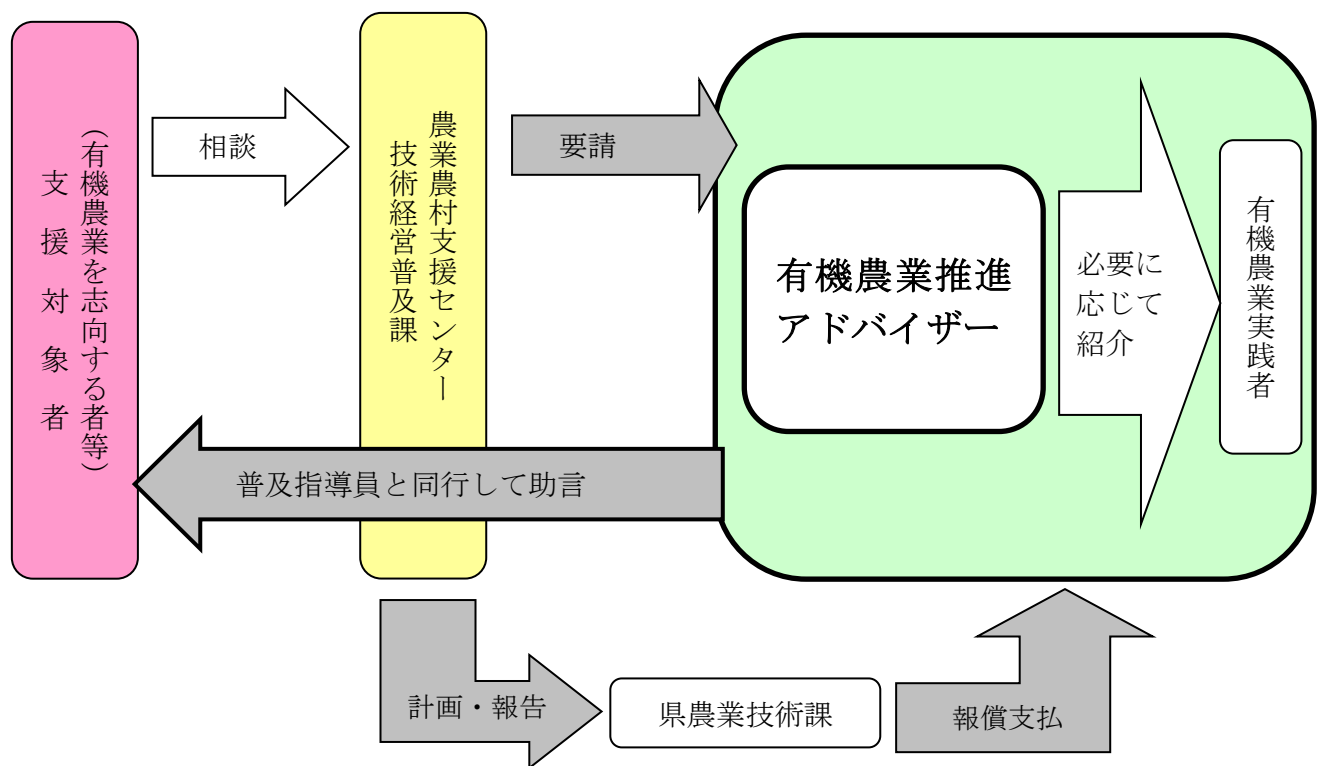 (有機農業を志向する者等)
支援対象者
相談
農業農村支援センター
技術経営普及課
要請
有機農業推進
アドバイザー
必要に
応じて
紹介
有機農業実践者
普及指導員と同行して助言
計画・報告
県農業技術課
報償支払